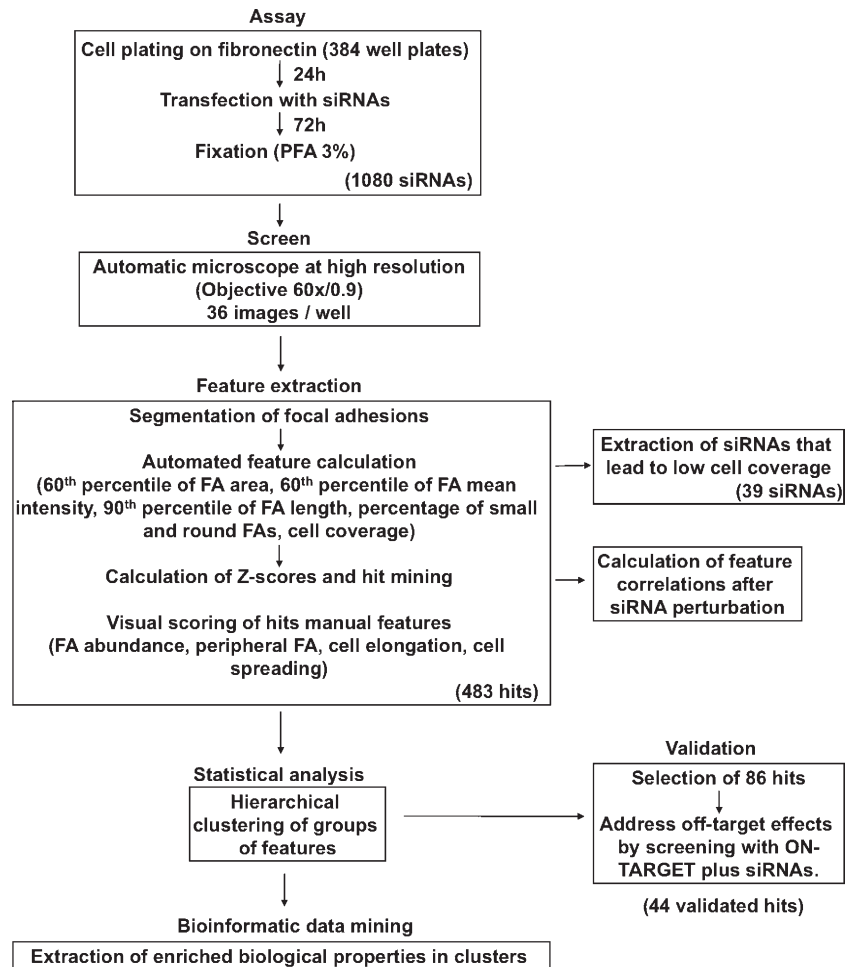 Assay
Cell plating on fibronectin (384 well plates)
24h
Transfection with siRNAs
72h
Fixation (PFA 3%)
(1080 siRNAs)
Screen
Automatic microscope at high resolution
(Objective 60x/0.9)
36 images / well
Feature extraction
Segmentation of focal adhesions
Automated feature calculation
(60th percentile of FA area, 60th percentile of FA mean
intensity, 90th percentile of FA length, percentage of small
and round FAs, cell coverage)
Calculation of Z-scores and hit mining
Visual scoring of hits manual features
(FA abundance, peripheral FA, cell elongation, cell
spreading)
(483 hits)
Extraction of siRNAs that
lead to low cell coverage
(39 siRNAs)
Calculation of feature
correlations after
siRNA perturbation
Statistical analysis
Hierarchical
clustering of groups
of features
Validation
Selection of 86 hits
Address off-target effects
by screening with ON-
TARGET plus siRNAs.
(44 validated hits)
Bioinformatic data mining
Extraction of enriched biological properties in clusters